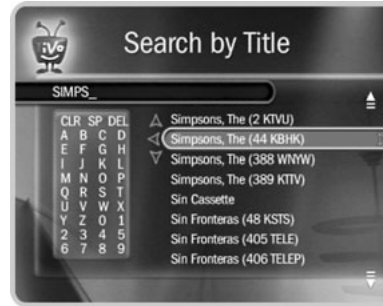 TiVo
Search by Title
SIMPS_
CLR SP DEL
A B C D
E F G H
I J K L
M N O P
Q R S T
U V W X
Y Z 0 1
2 3 4 5
6 7 8 9
Simpsons, The (2 KTVU)
Simpsons, The (44 KBHK)
Simpsons, The (388 WNYW)
Simpsons, The (389 KTTV)
Sin Cassette
Sin Fronteras (48 KSTS)
Sin Fronteras (405 TELE)
Sin Fronteras (406 TELEP)